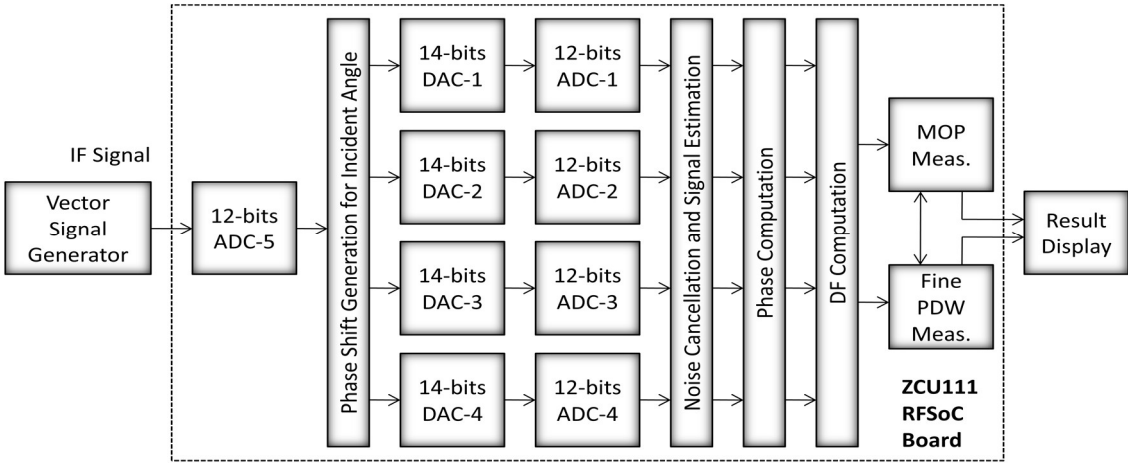 IF Signal
Vector
Signal
Generator
12-bits
ADC-5
Phase Shift Generation for Incident Angle
14-bits
DAC-1
12-bits
ADC-1
14-bits
DAC-2
12-bits
ADC-2
14-bits
DAC-3
12-bits
ADC-3
14-bits
DAC-4
12-bits
ADC-4
Noise Cancellation and Signal Estimation
Phase Computation
DF Computation
MOP
Meas.
Fine
PDW
Meas.
ZCU111
RFSoC
Board
Result
Display